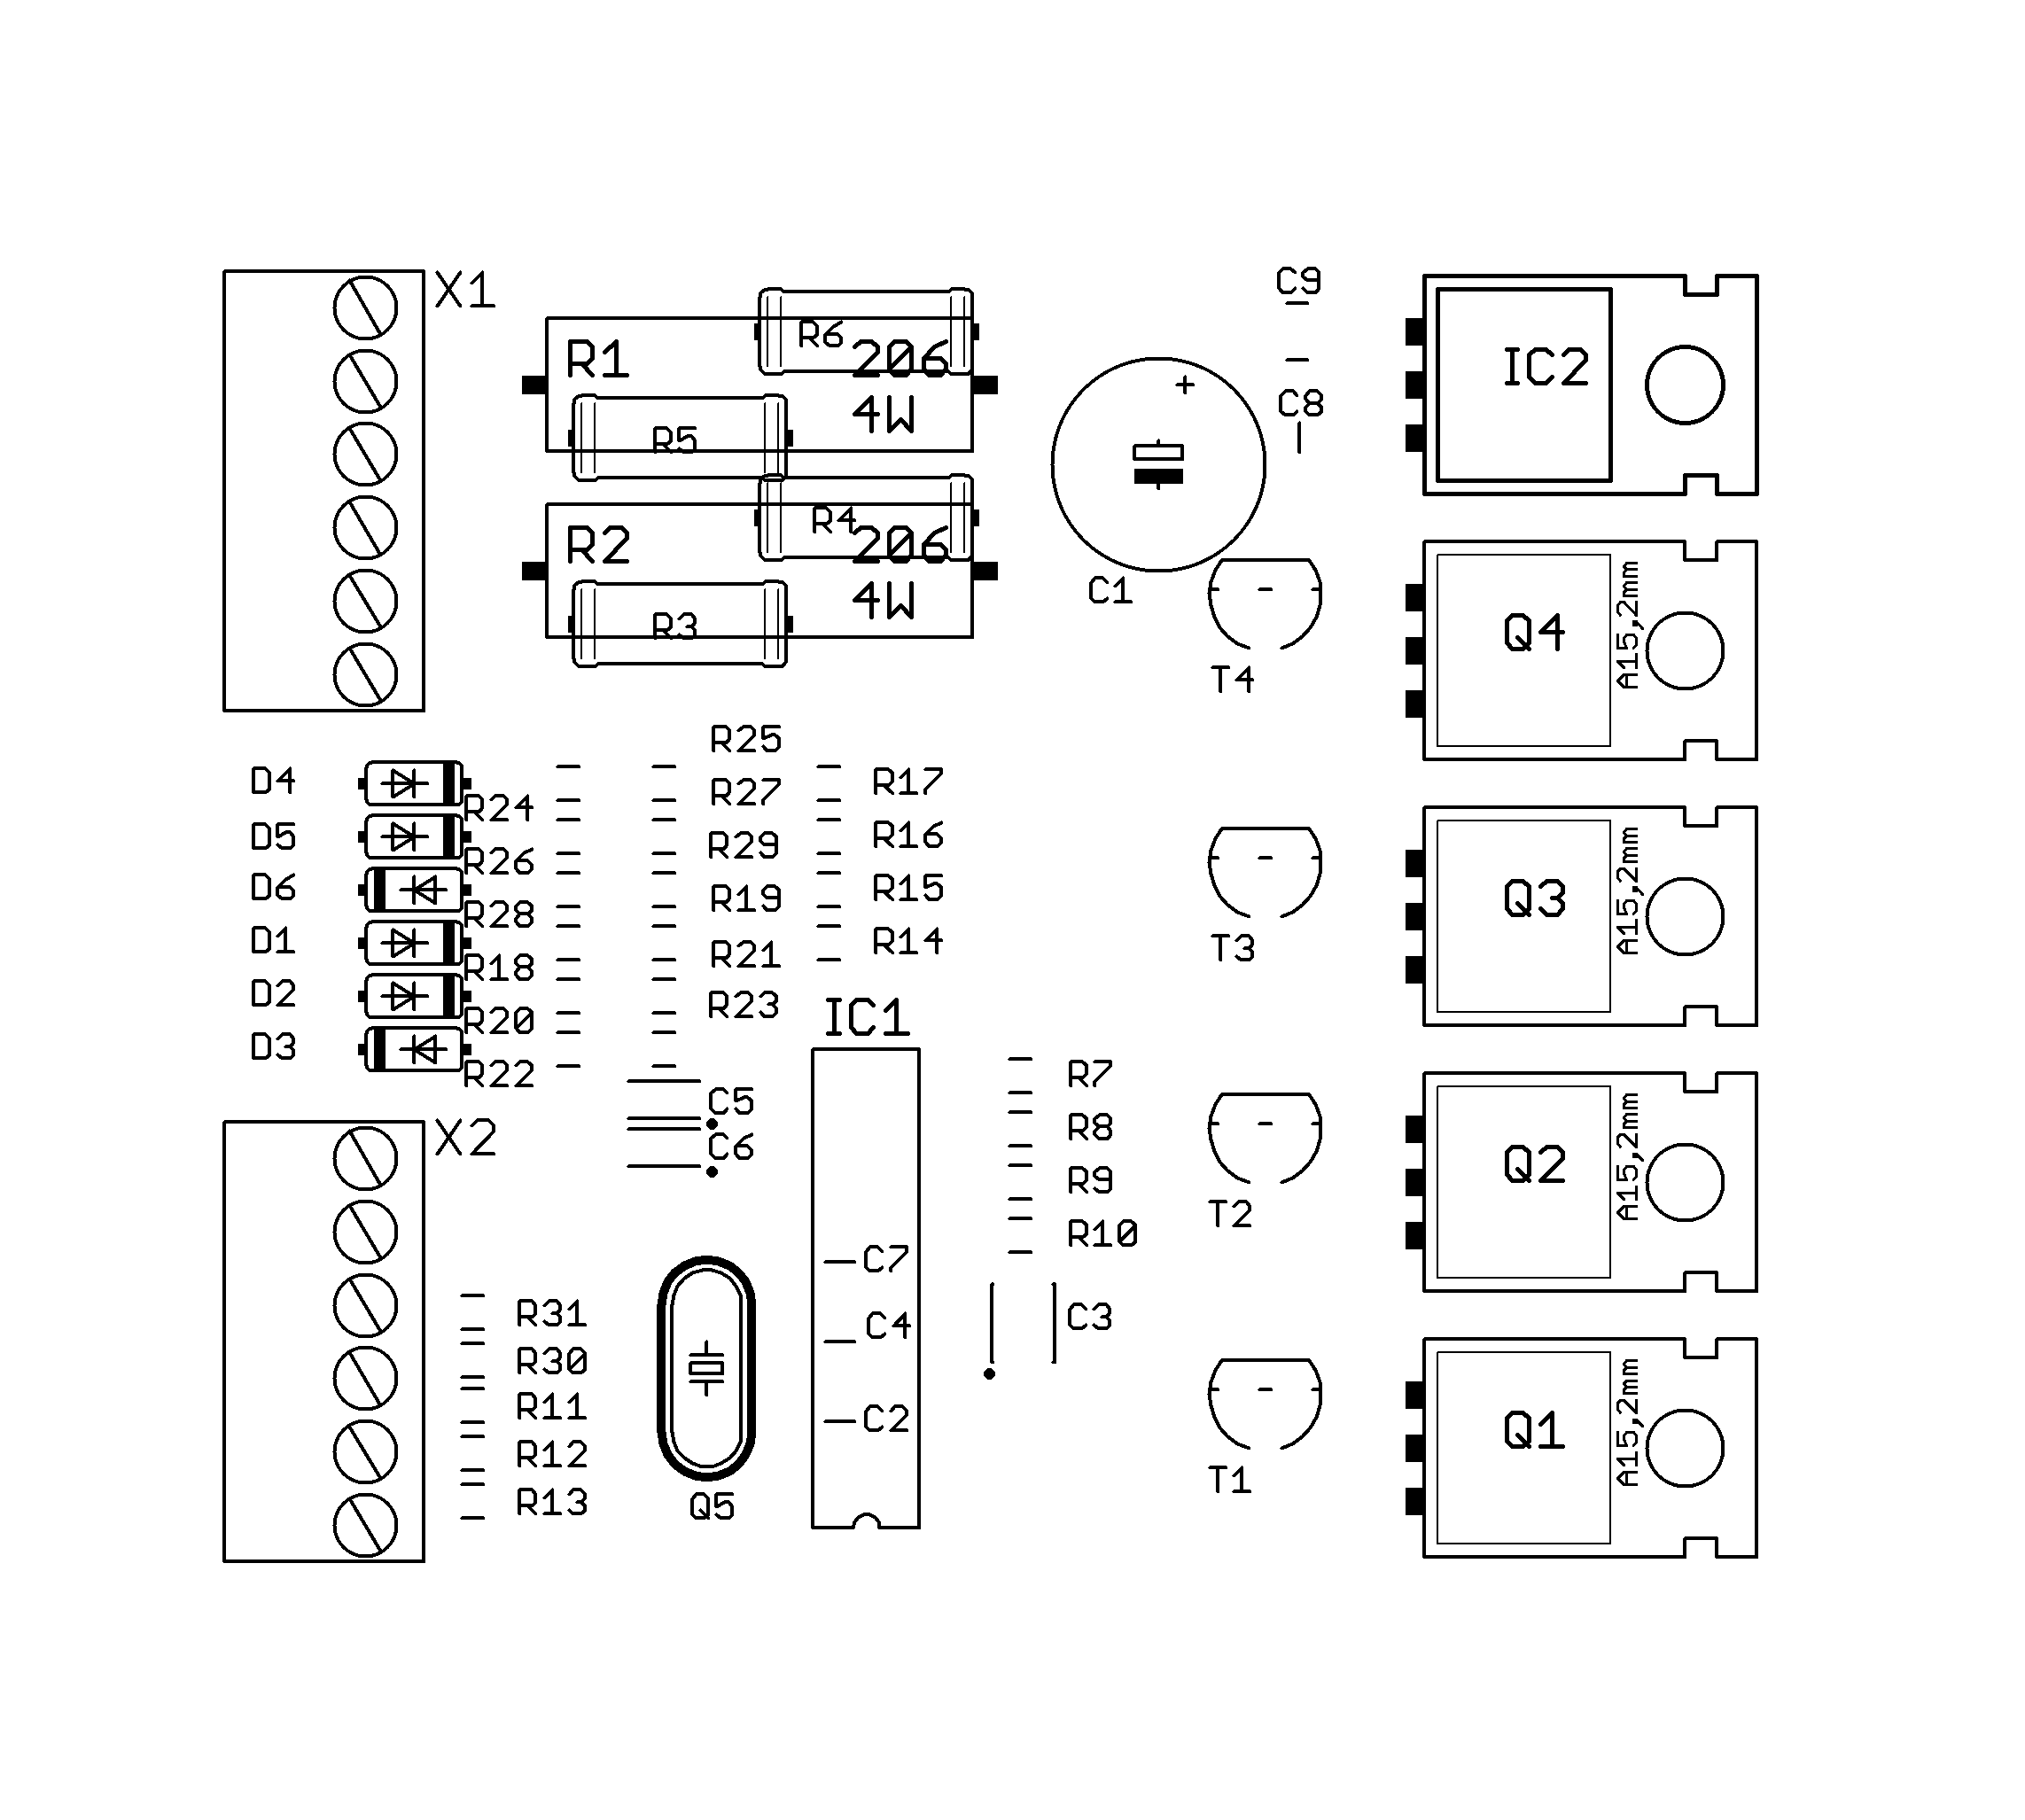 X1
R1
R6
206
4W
R5
R2
R4
206
4W
R3
C9
C8
+
C1
IC2
Q4
A15,2mm
T4
D4
D5
D6
D1
D2
D3
R24
R26
R28
R18
R20
R22
R25
R27
R29
R19
R21
R23
R17
R16
R15
R14
T3
Q3
A15,2mm
IC1
C5
C6
X2
R7
R8
R9
R10
T2
Q2
A15,2mm
C7
C4
C2
C3
R31
R30
R11
R12
R13
Q5
T1
Q1
A15,2mm